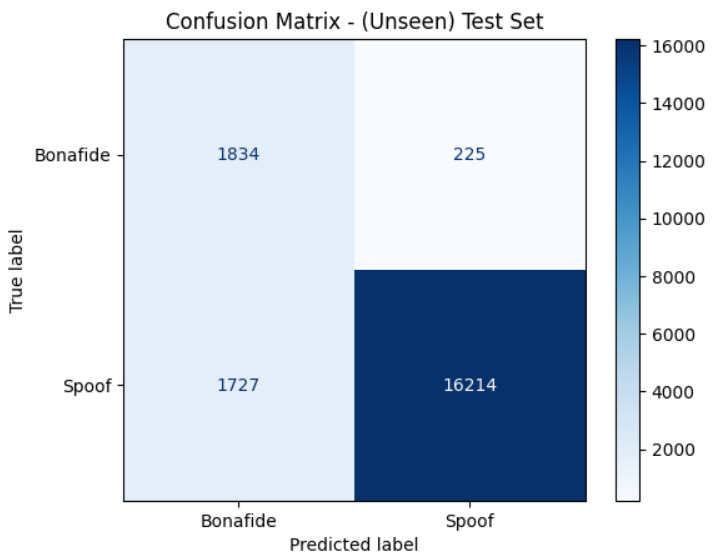 Confusion Matrix - (Unseen) Test Set
True label
Bonafide
Spoof
1834
225
1727
16214
Bonafide
Spoof
Predicted label
16000
14000
12000
10000
8000
6000
4000
2000